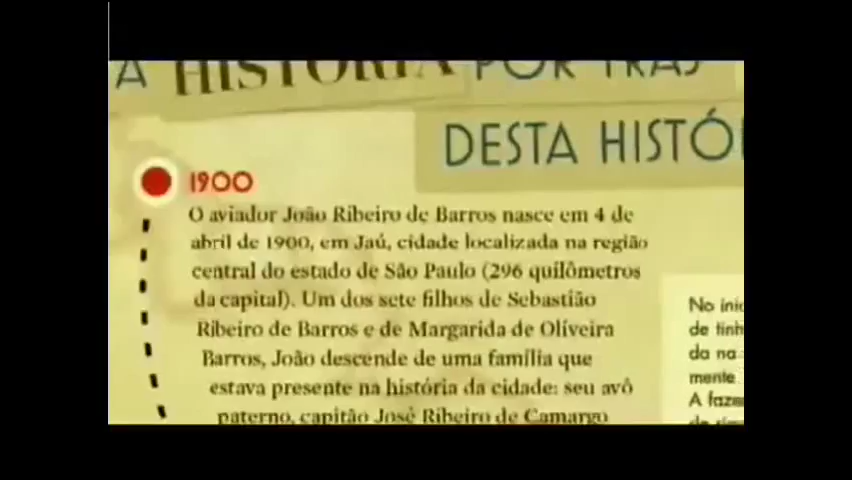 A HISTÓRIA POR TRÁS
DESTA HISTÓ
1900
O aviador João Ribeiro de Barros nasce em 4 de
abril de 1900, em Jaú, cidade localizada na região
central do estado de São Paulo (296 quilômetros
da capital). Um dos sete filhos de Sebastião
Ribeiro de Barros e de Margarida de Oliveira
Barros, João descende de uma família que
estava presente na história da cidade: seu avô
paterno, capitão José Ribeiro de Camargo
No iníc
de tinh
da na
mente
A fazem